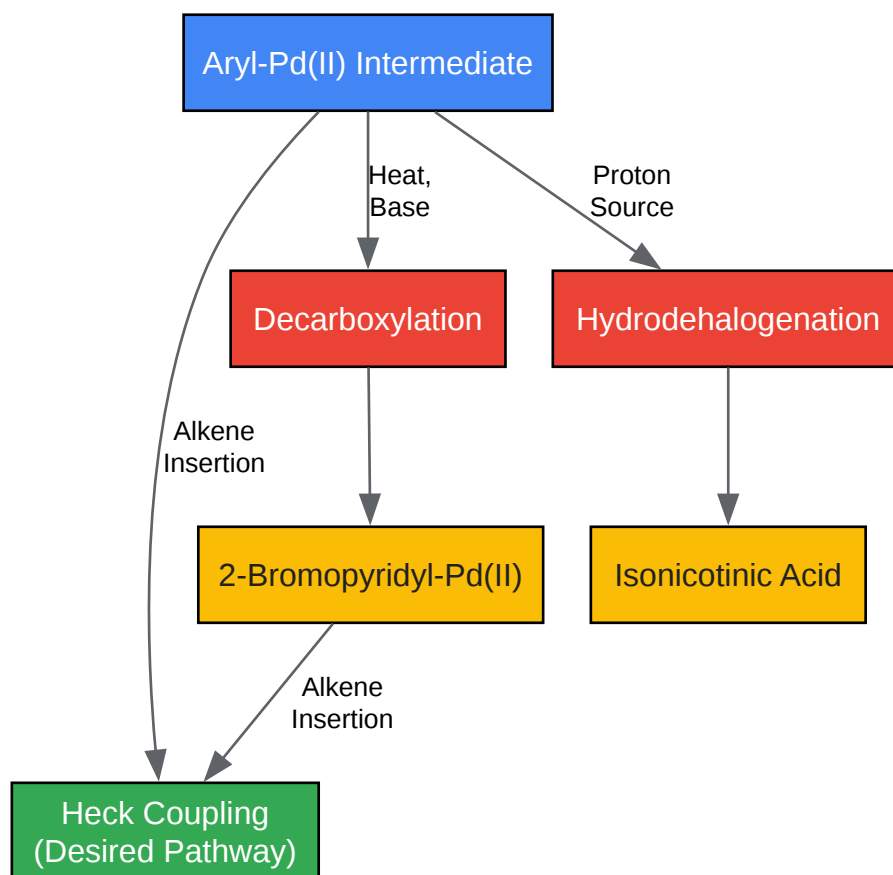 Aryl-Pd(II) Intermediate
Heat,
Base
Proton
Source
Decarboxylation
Hydrodehalogenation
Alkene
Insertion
2-Bromopyridyl-Pd(II)
Isonicotinic Acid
Alkene
Insertion
Heck Coupling
(Desired Pathway)